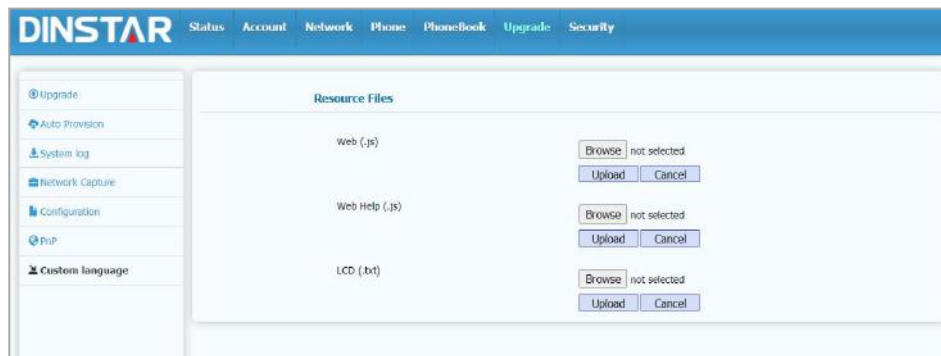 DINSTAR
Status Account Network Phone PhoneBook Upgrade Security
Upgrade
Auto Provision
System log
Network Capture
Configuration
PnP
Custom language
Resource Files
Web (.js)
Browse not selected
Upload Cancel
Web Help (.js)
Browse not selected
Upload Cancel
LCD (.txt)
Browse not selected
Upload Cancel